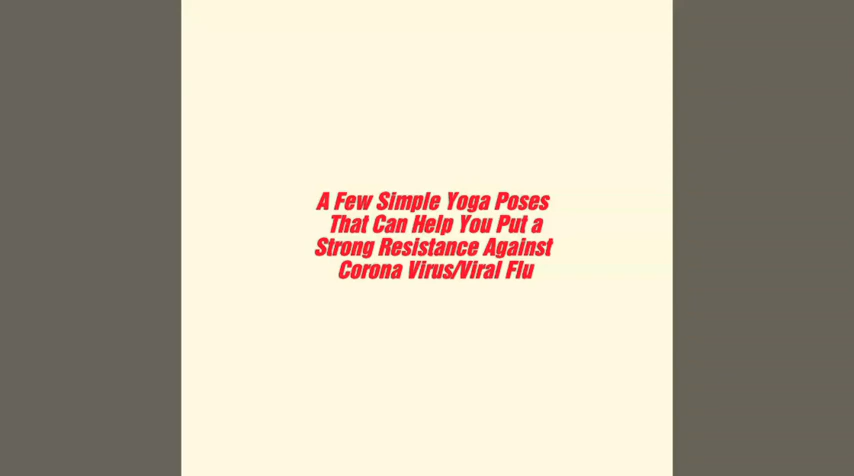 A Few Simple Yoga Poses
That Can Help You Put a
Strong Resistance Against
Corona Virus/Viral Flu